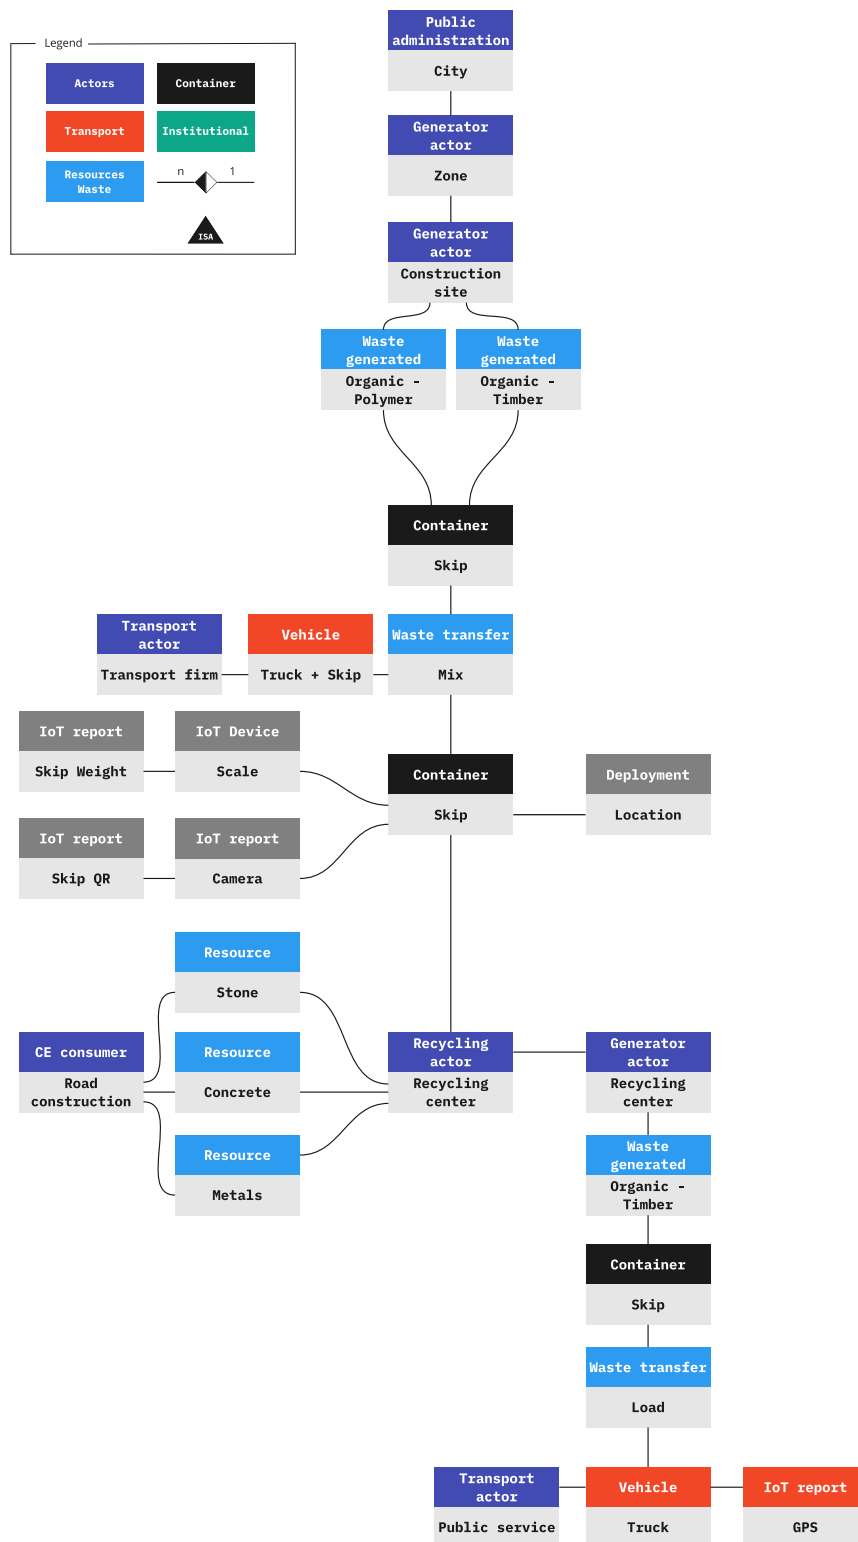 Legend
Actors
Container
Transport
Institutional
Resources
Waste
n
1
ISA
Public
administration
City
Generator
actor
Zone
Generator
actor
Construction
site
Waste
generated
Organic -
Polymer
Waste
generated
Organic -
Timber
Container
Skip
Transport
actor
Transport firm
Vehicle
Truck + Skip
Waste transfer
Mix
IoT report
Skip Weight
IoT Device
Scale
Container
Skip
Deployment
Location
IoT report
Skip QR
IoT report
Camera
Resource
Stone
CE consumer
Road
construction
Resource
Concrete
Recycling
actor
Recycling
center
Generator
actor
Recycling
center
Resource
Metals
Waste
generated
Organic -
Timber
Container
Skip
Waste transfer
Load
Transport
actor
Public service
Vehicle
Truck
IoT report
GPS